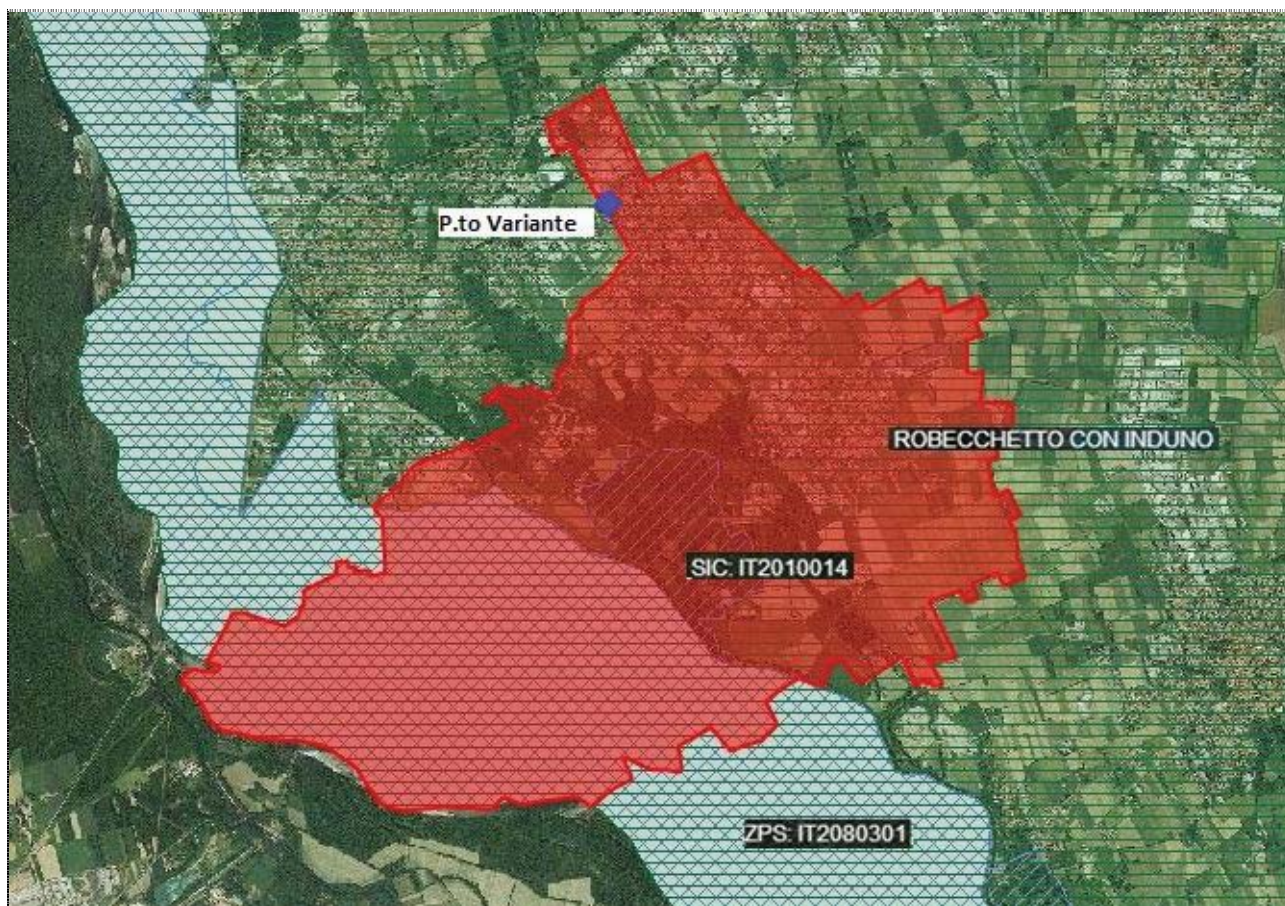 P.to Variante
ROBECCHETTO CON INDUNO
SIC: IT2010014
ZPS: IT2080301